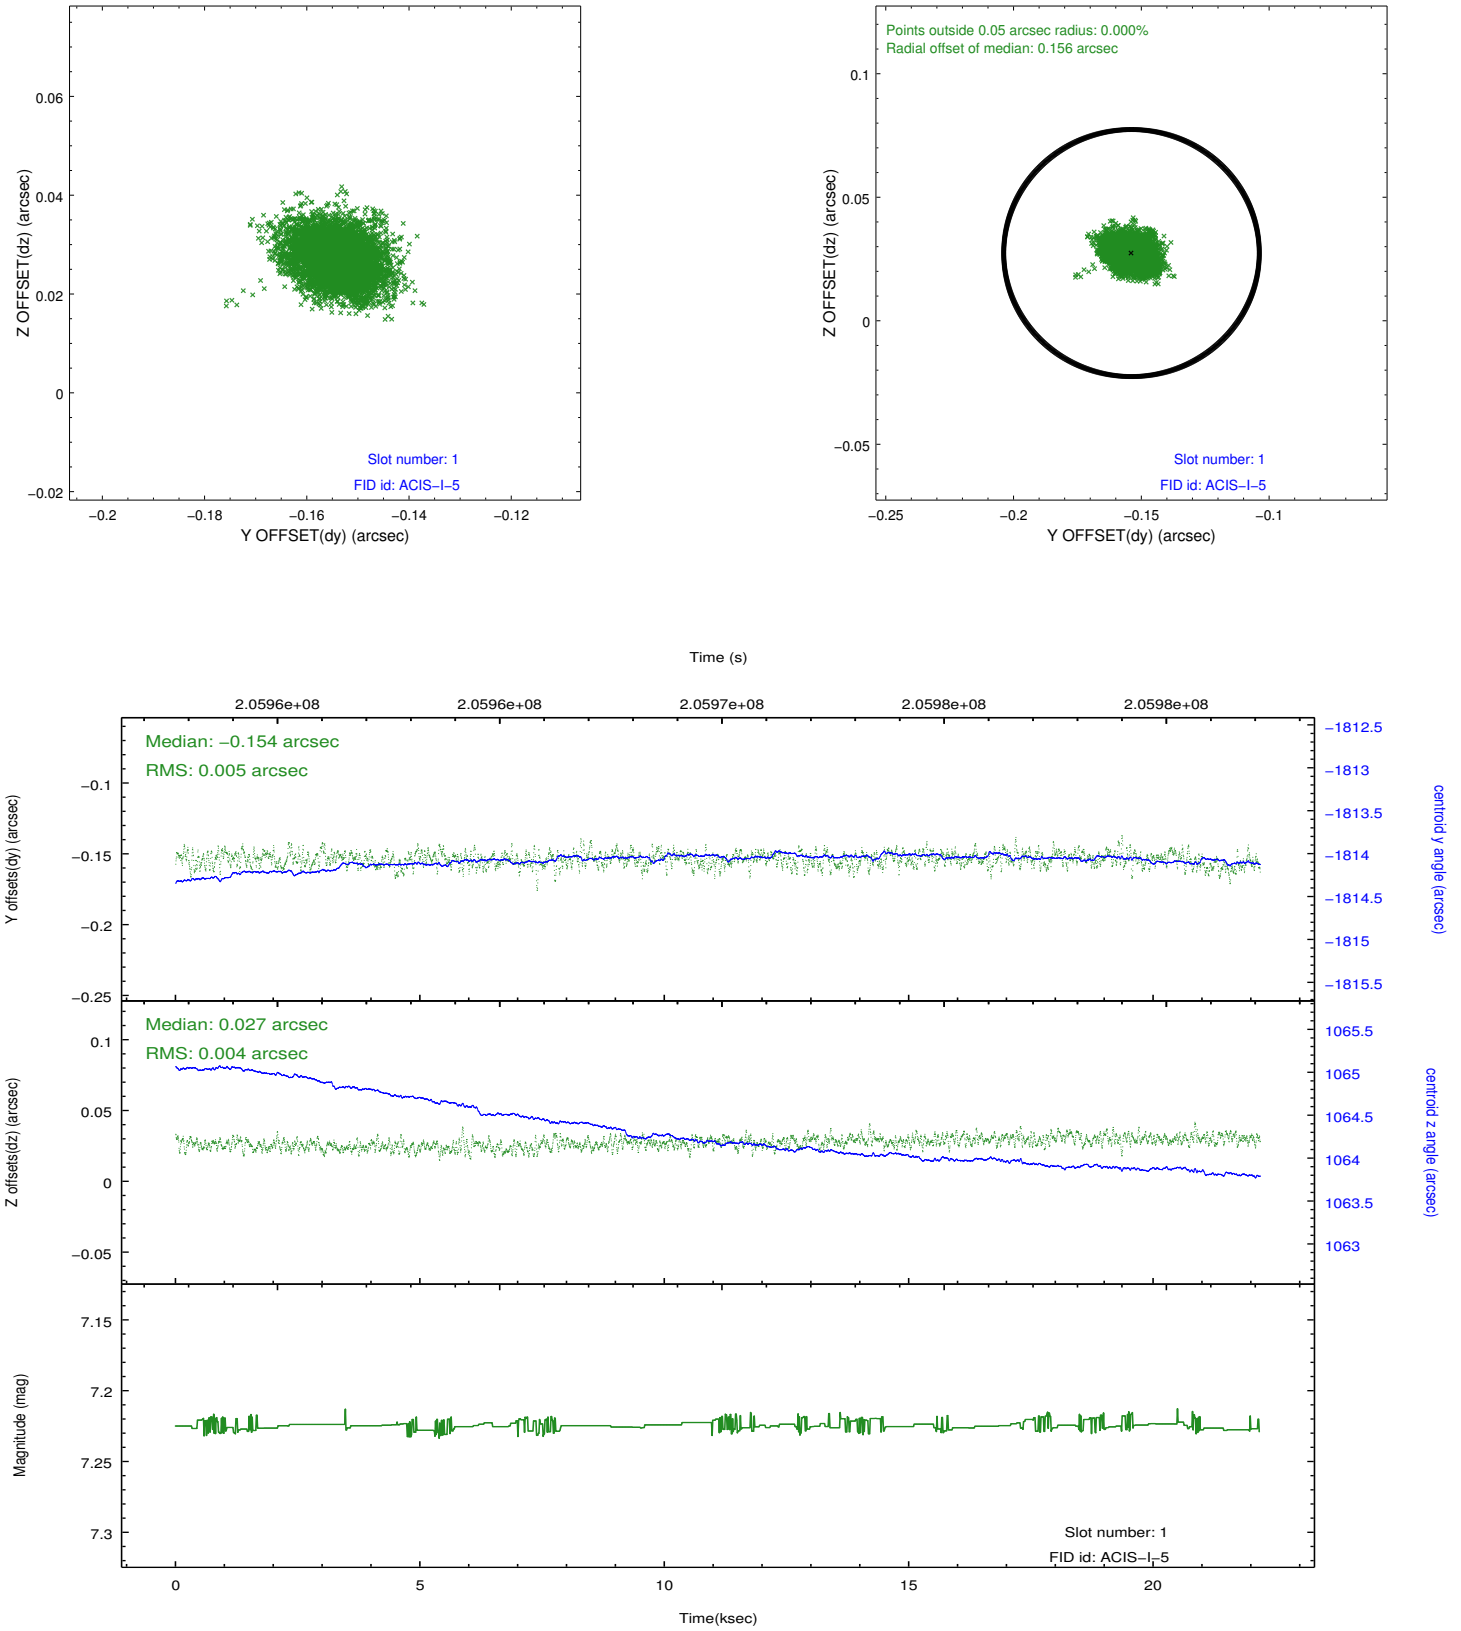 0.06
0.04
0.02
0
−0.02
Z OFFSET(dz) (arcsec)
Slot number: 1
FID id: ACIS−I−5
−0.2
−0.18
−0.16
−0.14
−0.12
Y OFFSET(dy) (arcsec)
Points outside 0.05 arcsec radius: 0.000%
Radial offset of median: 0.156 arcsec
0.1
0.05
0
−0.05
Z OFFSET(dz) (arcsec)
Slot number: 1
FID id: ACIS−I−5
−0.25
−0.2
−0.15
−0.1
Y OFFSET(dy) (arcsec)
Time (s)
2.0596e+08
2.0596e+08
2.0597e+08
2.0598e+08
2.0598e+08
Median: −0.154 arcsec
RMS: 0.005 arcsec
−0.1
−0.15
−0.2
−0.25
Y offsets(dy) (arcsec)
−1812.5
−1813
−1813.5
−1814
−1814.5
−1815
−1815.5
centroid y angle (arcsec)
Median: 0.027 arcsec
RMS: 0.004 arcsec
0.1
0.05
0
−0.05
Z offsets(dz) (arcsec)
1065.5
1065
1064.5
1064
1063.5
1063
centroid z angle (arcsec)
7.15
7.2
7.25
7.3
Magnitude (mag)
Slot number: 1
FID id: ACIS−I−5
0
5
10
15
20
Time(ksec)